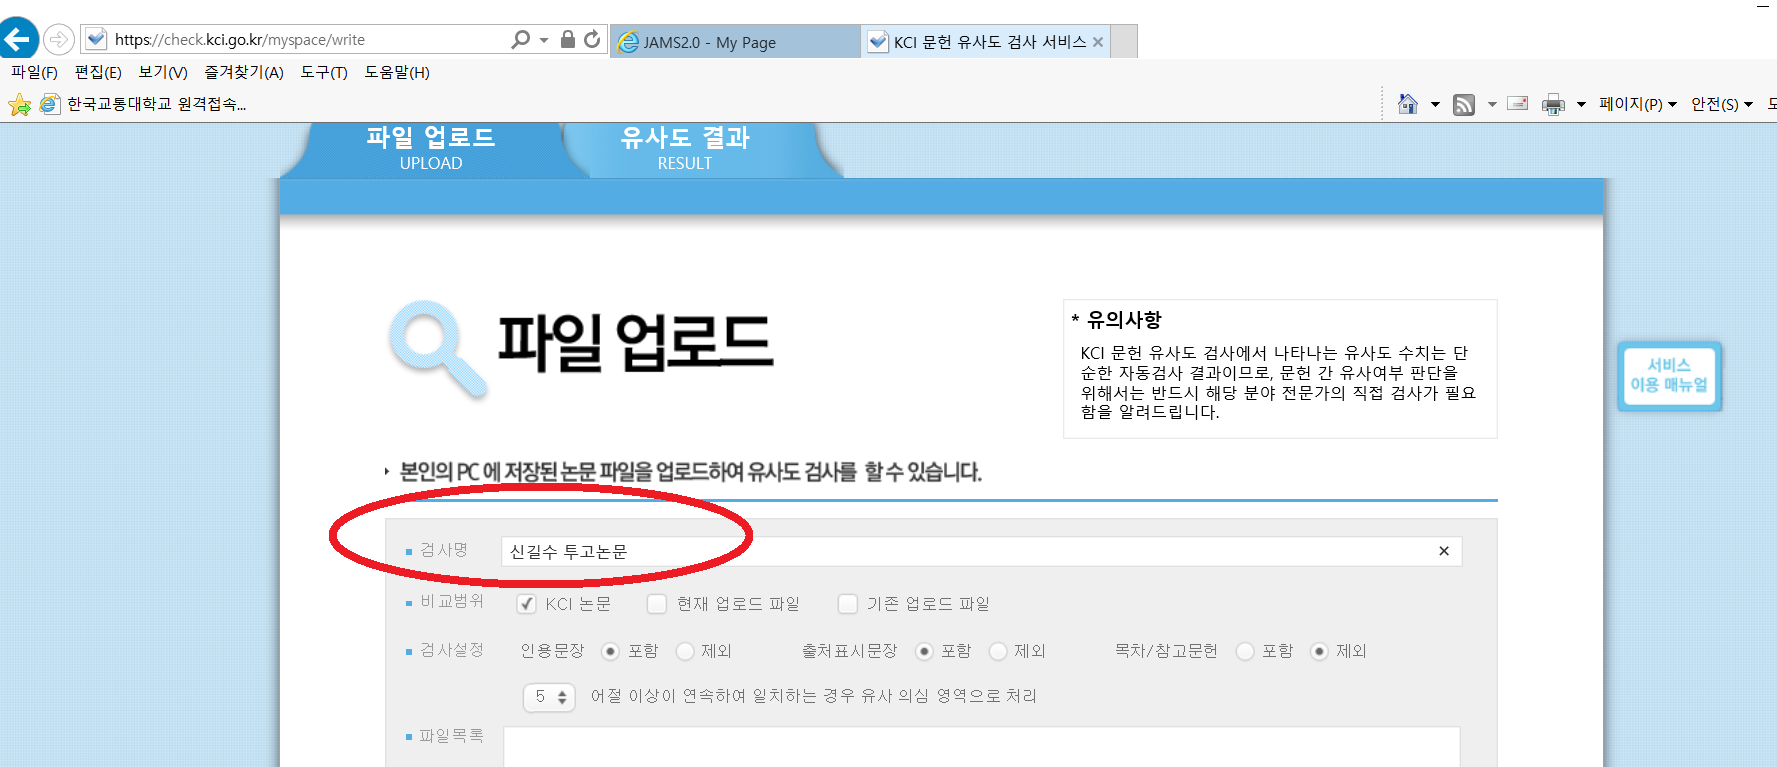 https://check.kci.go.kr/myspace/write
JAMS2.0 - My Page
KCI 문헌 유사도 검사 서비스
파일(F) 편집(E) 보기(V) 즐겨찾기(A) 도구(T) 도움말(H)
한국교통대학교 원격접속...
페이지(P) 안전(S)
파일 업로드
UPLOAD
유사도 결과
RESULT
파일 업로드
* 유의사항
KCI 문헌 유사도 검사에서 나타나는 유사도 수치는 단
순한 자동검사 결과이므로, 문헌 간 유사여부 판단을
위해서는 반드시 해당 분야 전문가의 직접 검사가 필요
함을 알려드립니다.
서비스
이용 매뉴얼
본인의 PC 에 저장된 논문 파일을 업로드하여 유사도 검사를 할 수 있습니다.
검사명 신길수 투고논문
비교범위 KCI 논문 현재 업로드 파일 기존 업로드 파일
검사설정 인용문장 포함 제외 출처표시문장 포함 제외 목차/참고문헌 포함 제외
5 어절 이상이 연속하여 일치하는 경우 유사 의심 영역으로 처리
파일목록